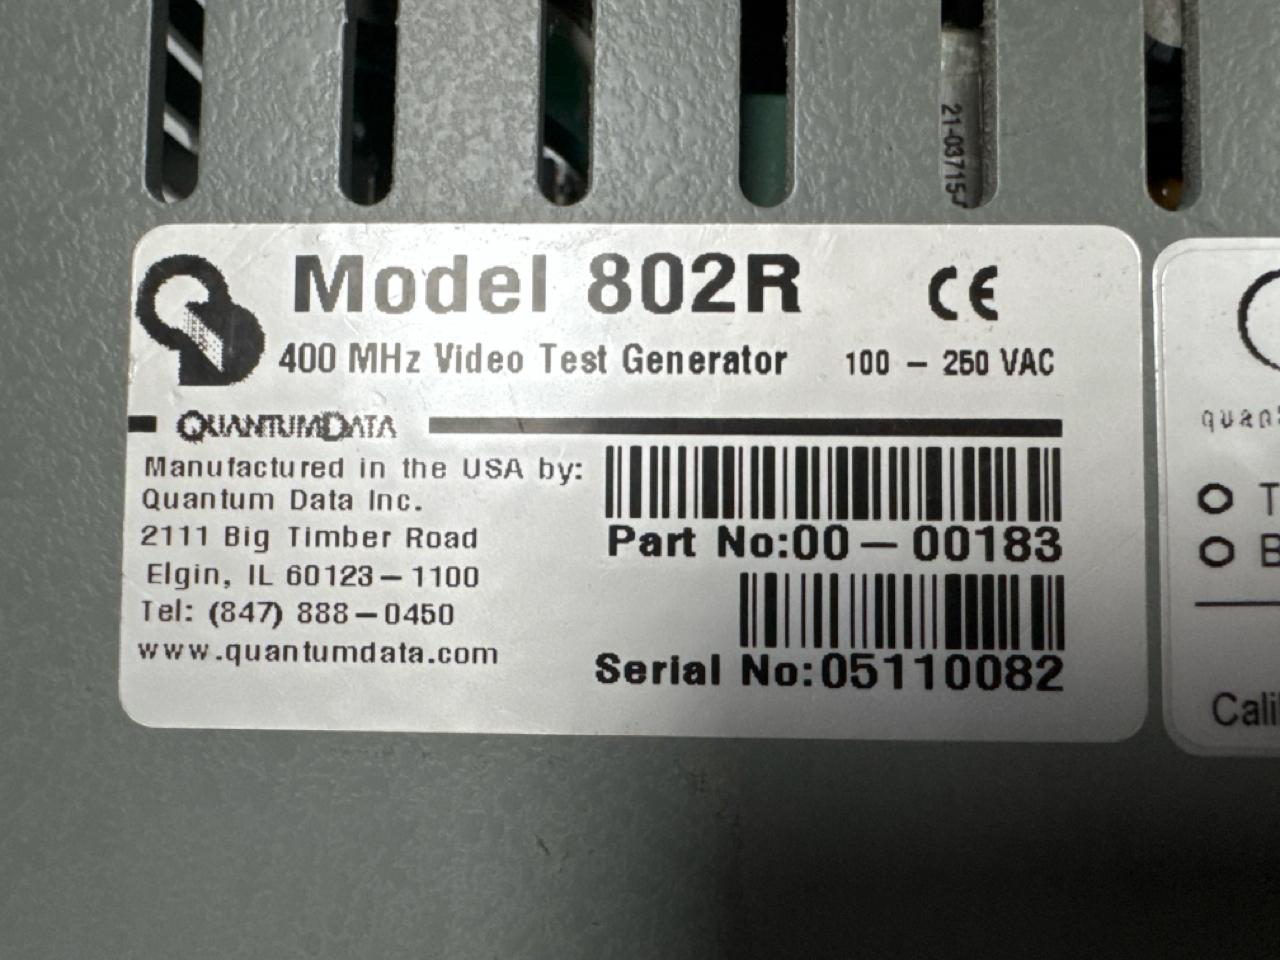 21-03715-
Model 802R CE
400 MHz Video Test Generator 100 – 250 VAC
QUANTUMDATA
Manufactured in the USA by:
Quantum Data Inc.
2111 Big Timber Road
Elgin, IL 60123–1100
Tel: (847) 888–0450
www.quantumdata.com
Part No:00–00183
Serial No:05110082